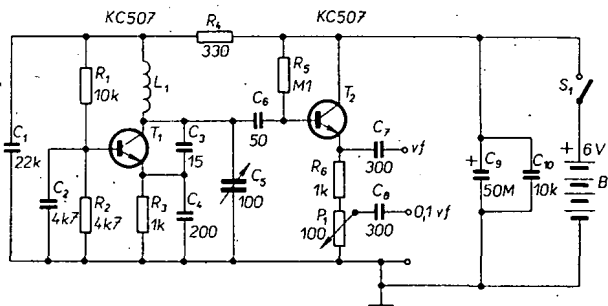 KC507
KC507
R4
330
R1
10k
L1
R5
M1
C6
50
T1
T2
C1
22k
C2
4k7
R2
4k7
R3
1k
C3
15
C4
200
C5
100
C7
300
vf
R6
1k
P1
100
C8
300
0,1 vf
+
C9
50M
C10
10k
S1
+ 6V
B
-